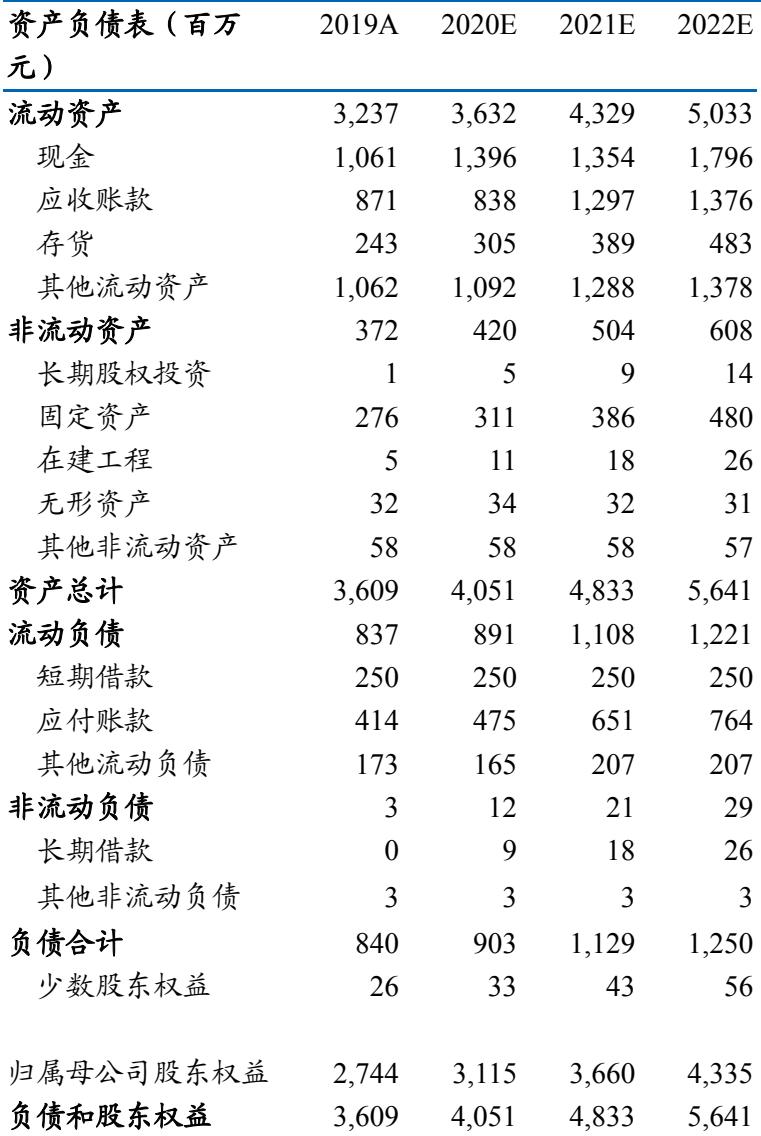 资产负债表（百万 2019A 2020E 2021E 2022E
元）
流动资产 3,237 3,632 4,329 5,033
现金 1,061 1,396 1,354 1,796
应收账款 871 838 1,297 1,376
存货 243 305 389 483
其他流动资产 1,062 1,092 1,288 1,378
非流动资产 372 420 504 608
长期股权投资 1 5 9 14
固定资产 276 311 386 480
在建工程 5 11 18 26
无形资产 32 34 32 31
其他非流动资产 58 58 58 57
资产总计 3,609 4,051 4,833 5,641
流动负债 837 891 1,108 1,221
短期借款 250 250 250 250
应付账款 414 475 651 764
其他流动负债 173 165 207 207
非流动负债 3 12 21 29
长期借款 0 9 18 26
其他非流动负债 3 3 3 3
负债合计 840 903 1,129 1,250
少数股东权益 26 33 43 56
归属母公司股东权益 2,744 3,115 3,660 4,335
负债和股东权益 3,609 4,051 4,833 5,641